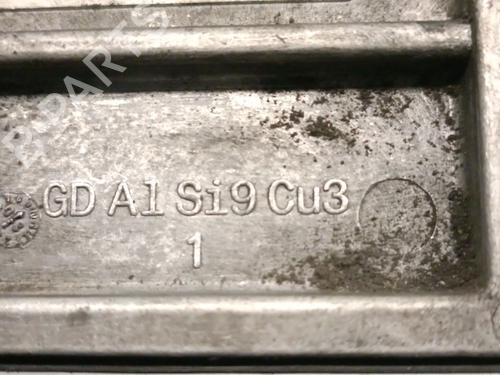 B-PARTS
GD Al Si9 Cu3
1